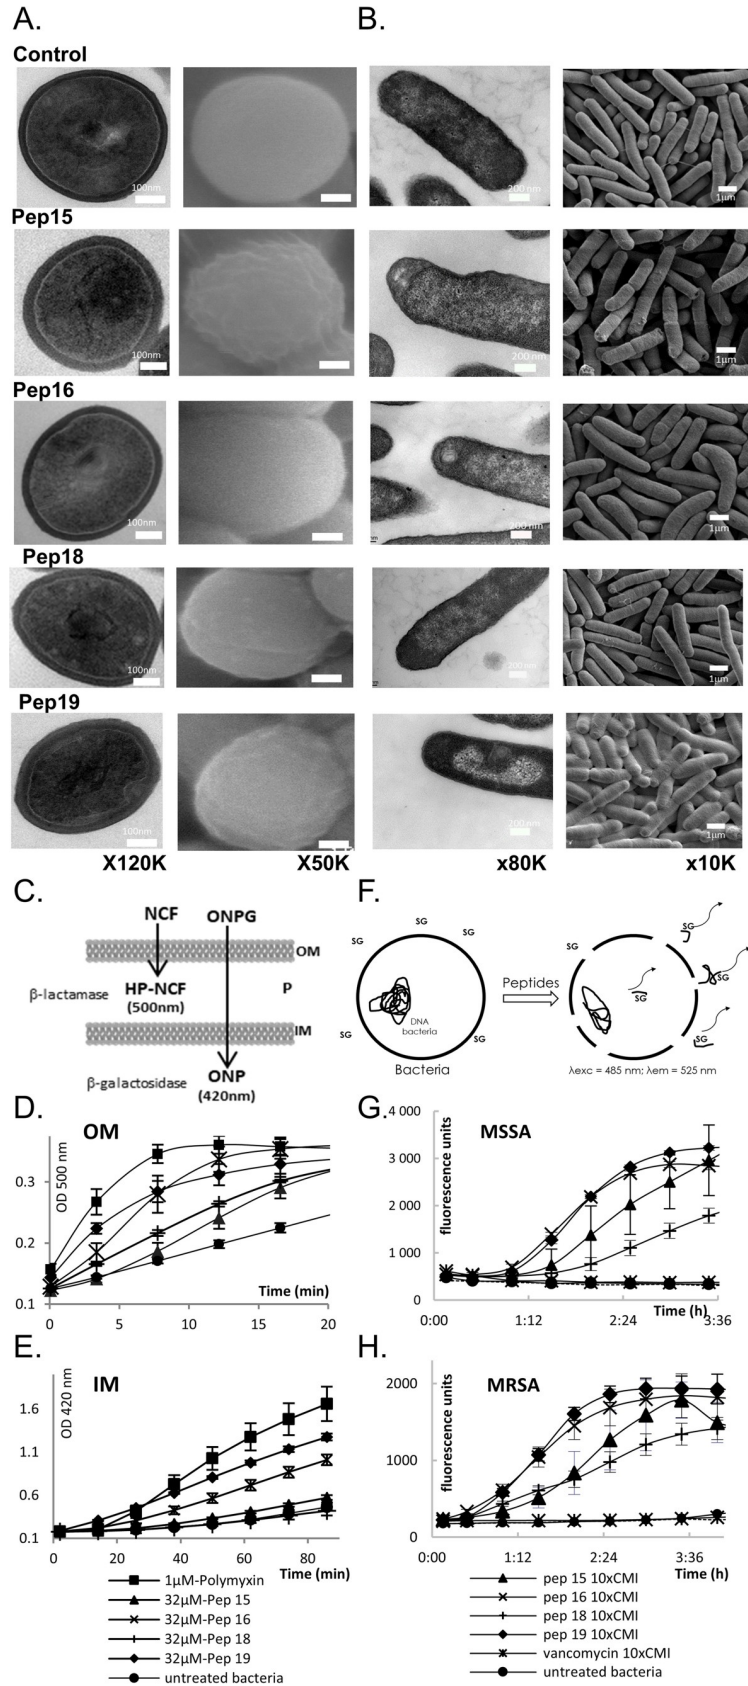 A.
B.
Control
100nm
200 nm
1μm
Pep15
100nm
200 nm
1μm
Pep16
100nm
200 nm
1μm
Pep18
100nm
200 nm
1μm
Pep19
100nm
200 nm
1μm
X120K
X50K
x80K
x10K
C.
NCF
ONPG
OM
β-lactamase
HP-NCF
(500nm)
P
IM
β-galactosidase
ONP
(420nm)
F.
SG
SG
SG
SG
SG
DNA
bacteria
Bacteria
Peptides
SG
SG
SG
SG
SG
λexc = 485 nm; λem = 525 nm
D.
OM
OD 500 nm
0.3
0.2
0.1
Time (min)
0
5
10
15
20
E.
IM
OD 420 nm
1.6
1.1
0.6
0.1
0
20
40
60
80
Time (min)
1μM-Polymyxin
32μM-Pep 15
32μM-Pep 16
32μM-Pep 18
32μM-Pep 19
untreated bacteria
G.
MSSA
fluorescence units
4 000
3 000
2 000
1 000
0
Time (h)
0:00
1:12
2:24
3:36
H.
MRSA
fluorescence units
2000
1000
0
0:00
1:12
2:24
3:36
Time (h)
pep 15 10xCMI
pep 16 10xCMI
pep 18 10xCMI
pep 19 10xCMI
vancomycin 10xCMI
untreated bacteria